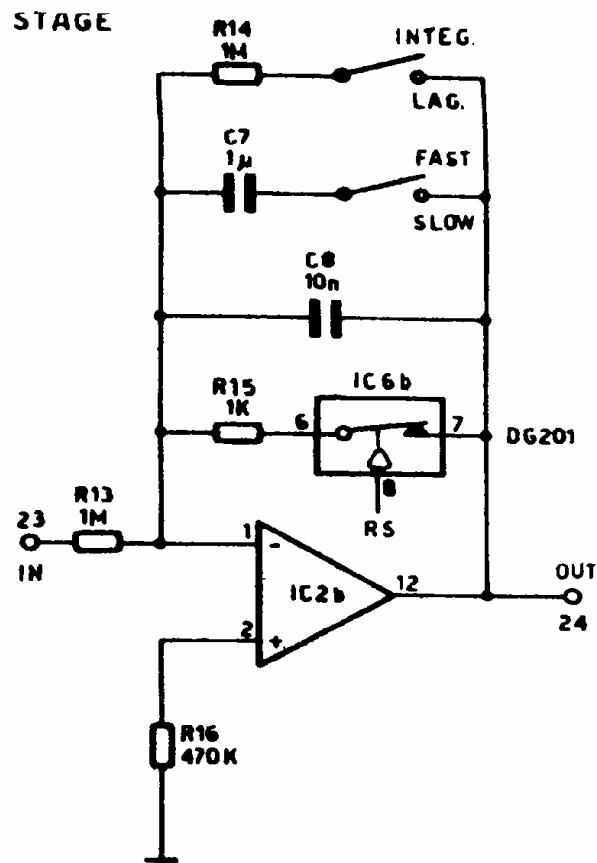 STAGE
R14
1M
INTEG.
LAG.
C7
1µ
FAST
SLOW
C8
10n
IC6b
R15
1K
6
7
DG201
8
RS
R13
1M
23
IN
1
-
IC2b
12
OUT
24
2
+
R16
470K